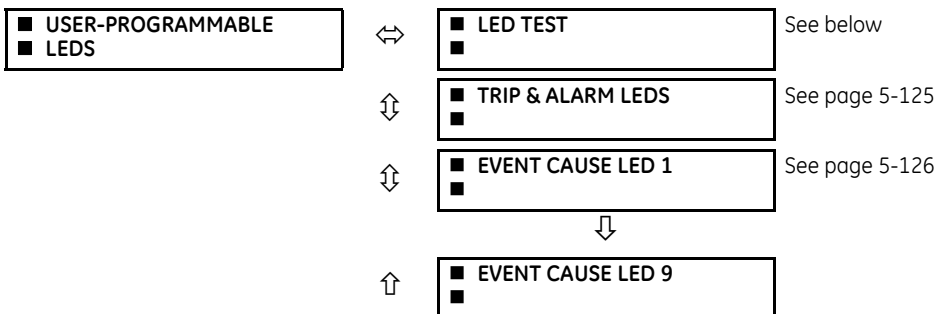 ■ USER-PROGRAMMABLE
■ LEDS
■ LED TEST
■
See below
■ TRIP & ALARM LEDS
■
See page 5-125
■ EVENT CAUSE LED 1
■
See page 5-126
■ EVENT CAUSE LED 9
■